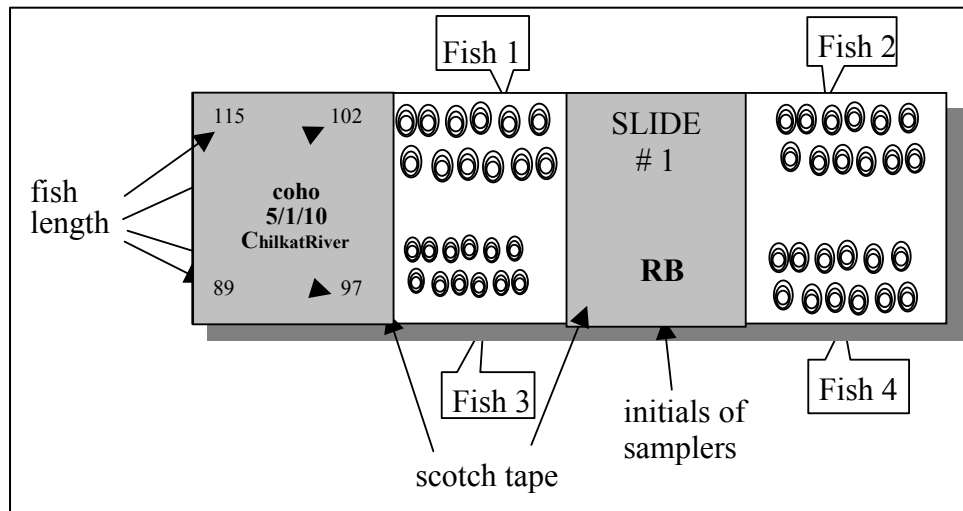 Fish 1
Fish 2
115 102
SLIDE
# 1
fish
length
coho
5/1/10
ChilkatRiver
RB
89 97
Fish 3
Fish 4
initials of
samplers
scotch tape